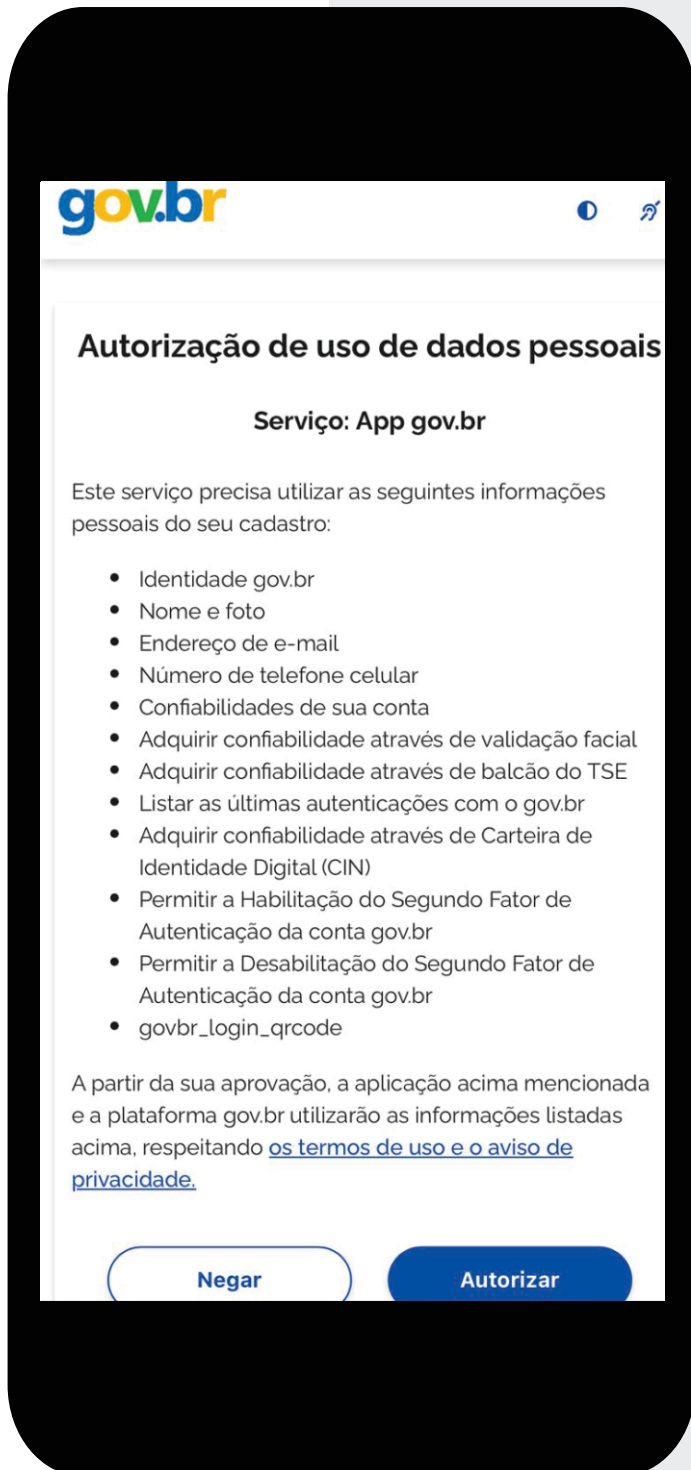 gov.br
Autorização de uso de dados pessoais
Serviço: App gov.br
Este serviço precisa utilizar as seguintes informações
pessoais do seu cadastro:
• Identidade gov.br
• Nome e foto
• Endereço de e-mail
• Número de telefone celular
• Confiabilidades de sua conta
• Adquirir confiabilidade através de validação facial
• Adquirir confiabilidade através de balcão do TSE
• Listar as últimas autenticações com o gov.br
• Adquirir confiabilidade através de Carteira de
Identidade Digital (CIN)
• Permitir a Habilitação do Segundo Fator de
Autenticação da conta gov.br
• Permitir a Desabilitação do Segundo Fator de
Autenticação da conta gov.br
• govbr_login_qrcode
A partir da sua aprovação, a aplicação acima mencionada
e a plataforma gov.br utilizarão as informações listadas
acima, respeitando os termos de uso e o aviso de
privacidade.
Negar Autorizar